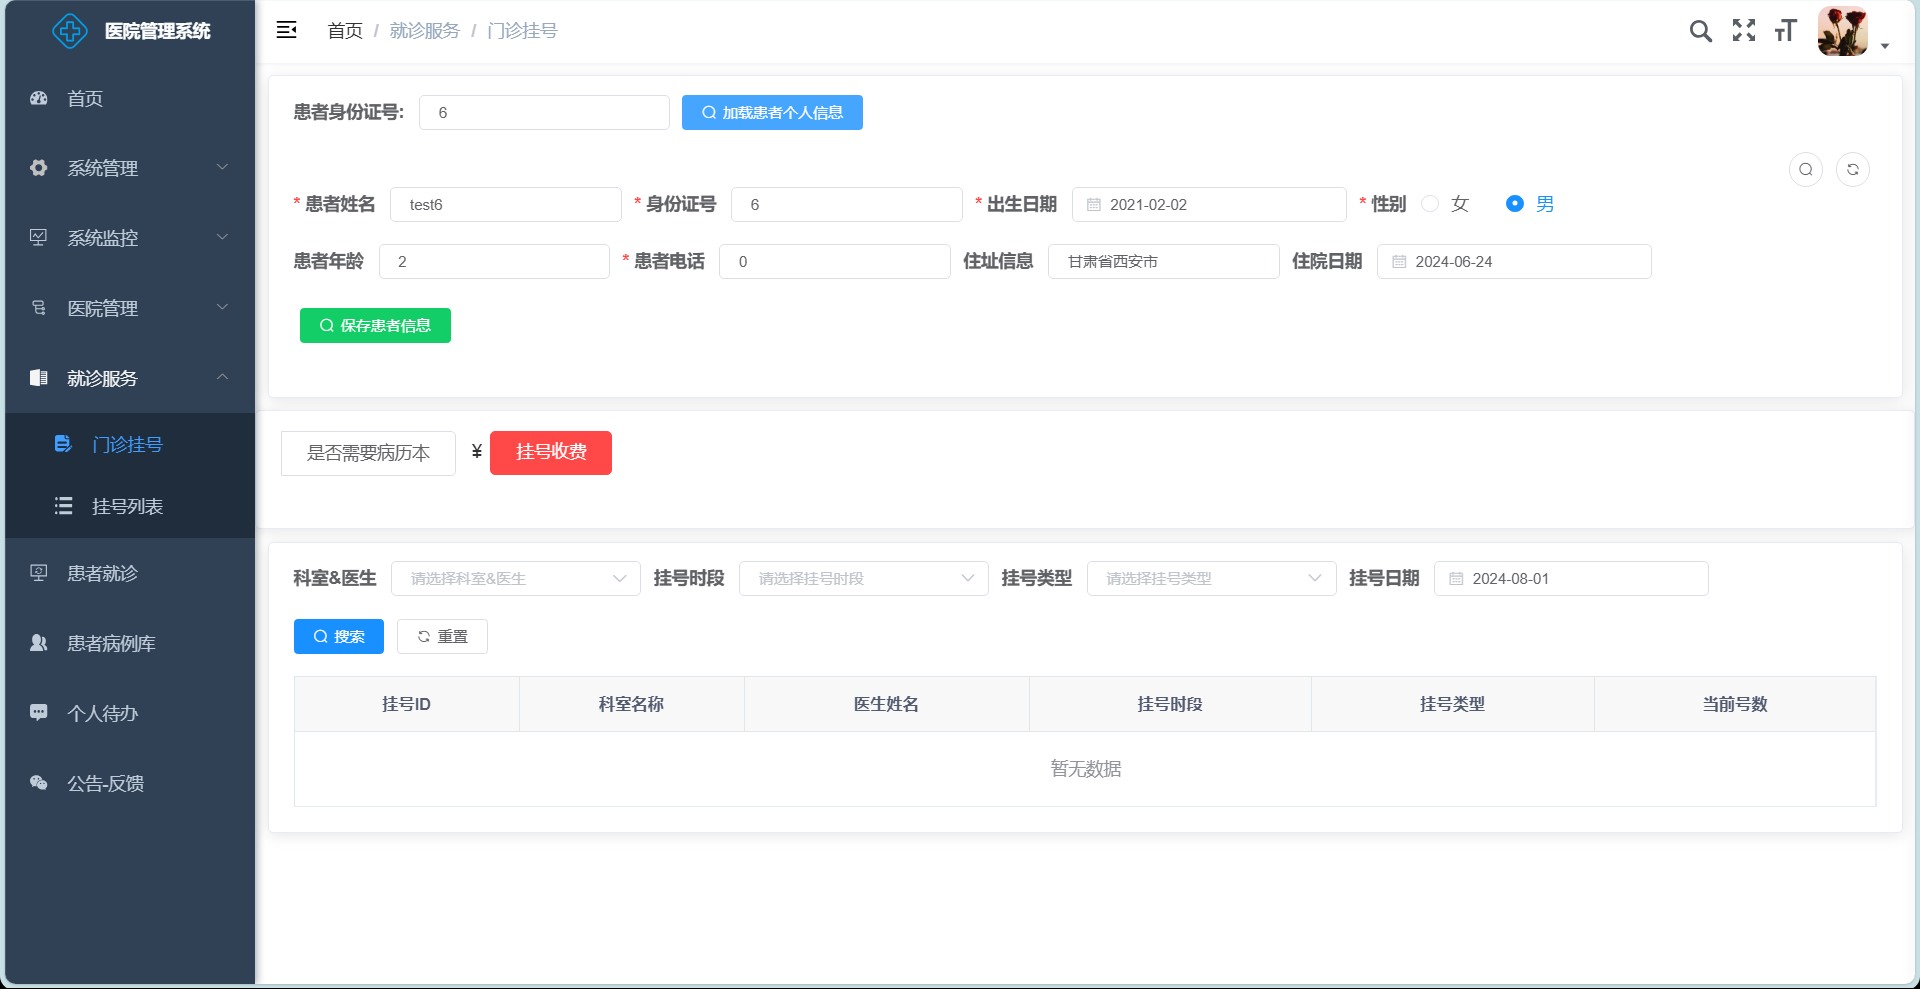 医院管理系统
首页 / 就诊服务 / 门诊挂号
首页
系统管理
系统监控
医院管理
就诊服务
门诊挂号
挂号列表
患者就诊
患者病例库
个人待办
公告-反馈
患者身份证号: 6 加载患者个人信息
* 患者姓名 test6 * 身份证号 6 * 出生日期 2021-02-02 * 性别 女 男
患者年龄 2 * 患者电话 0 住址信息 甘肃省西安市 住院日期 2024-06-24
保存患者信息
是否需要病历本 ¥ 挂号收费
科室&医生 请选择科室&医生 挂号时段 请选择挂号时段 挂号类型 请选择挂号类型 挂号日期 2024-08-01
搜索 重置
挂号ID 科室名称 医生姓名 挂号时段 挂号类型 当前号数
暂无数据